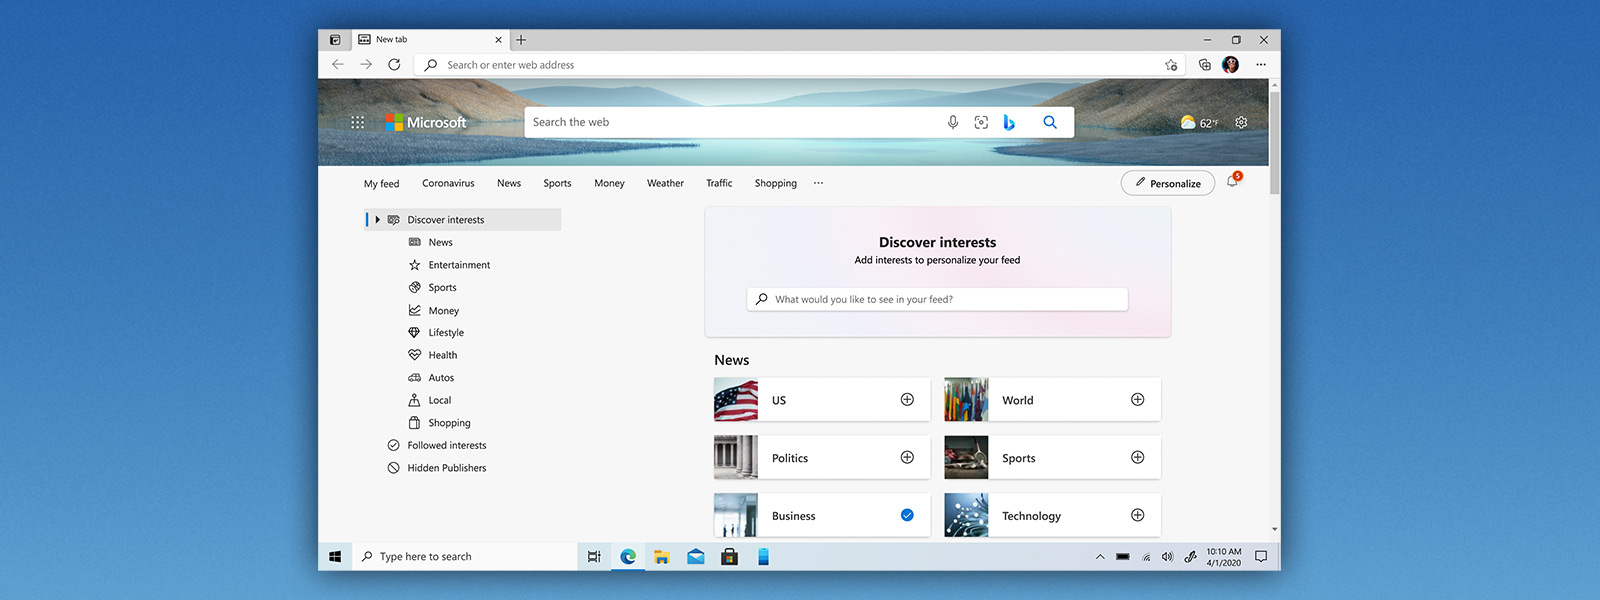 New tab
Search or enter web address
Microsoft
Search the web
62°F
My feed Coronavirus News Sports Money Weather Traffic Shopping ...
Personalize
5
Discover interests
News
Entertainment
Sports
Money
Lifestyle
Health
Autos
Local
Shopping
Followed interests
Hidden Publishers
Discover interests
Add interests to personalize your feed
What would you like to see in your feed?
News
US
World
Politics
Sports
Business
Technology
Type here to search
10:10 AM
4/1/2020